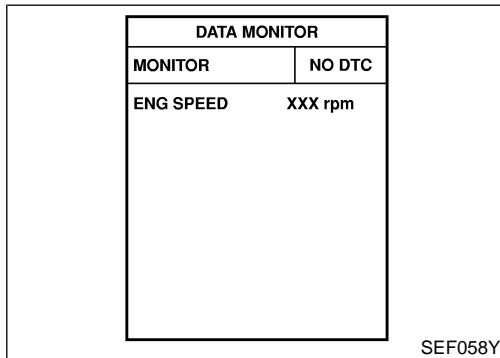 DATA MONITOR
MONITOR NO DTC
ENG SPEED XXX rpm
SEF058Y